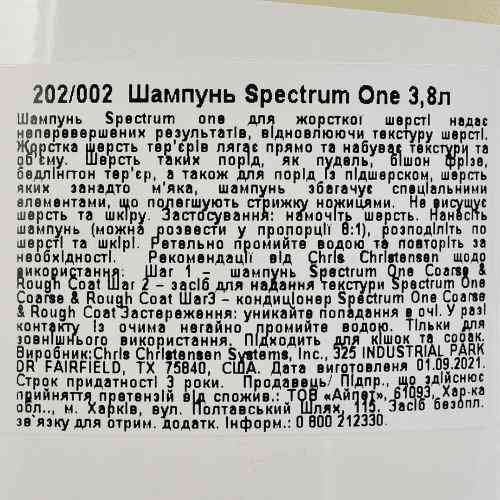 202/002 Шампунь Spectrum One 3,8л
Шампунь Spectrum one для жорсткої шерсті надає
неперевершених результатів, відновлюючи текстуру шерсті.
Жорстка шерсть тер'єрів лягає прямо та набуває текстури та
об'єму. Шерсть таких порід, як пудель, бішон фрізе,
бедлінгтон тер'єр, а також для порід із підшерском, шерсть
яких занадто м'яка, шампунь збагачує спеціальними
елементами, що полегшують стрижку ножицями. Не висушує
шерсть та шкіру. Застосування: намочіть шерсть. Нанесіть
шампунь (можна розвести у пропорції 8:1), розподіліть по
шерсті та шкірі. Ретельно промийте водою та повторіть за
необхідності. Рекомендації від Chris Christensen щодо
використання: Шаг 1 – шампунь Spectrum One Coarse &
Rough Coat Шаг 2 – засіб для надання текстури Spectrum One
Coarse & Rough Coat Шаг3 – кондиціонер Spectrum One Coarse
& Rough Coat Застереження: уникайте попадання в очі. У разі
контакту із очима негайно промийте водою. Тільки для
зовнішнього використання. Підходить для кішок та собак.
Виробник:Chris Christensen Systems, Inc., 325 INDUSTRIAL PARK
DR FAIRFIELD, TX 75840, США. Дата виготовленя 01.09.2021.
Строк придатності 3 роки. Продавець/ Підпр., що здійснює
прийняття претензій від спожив.: ТОВ «Айпет», 61093, Хар-ка
обл.., м. Харків, вул. Полтавський Шлях, 115. Засіб безопл.
зв'язку для отрим. додатк. Інформ.: 0 800 212330.